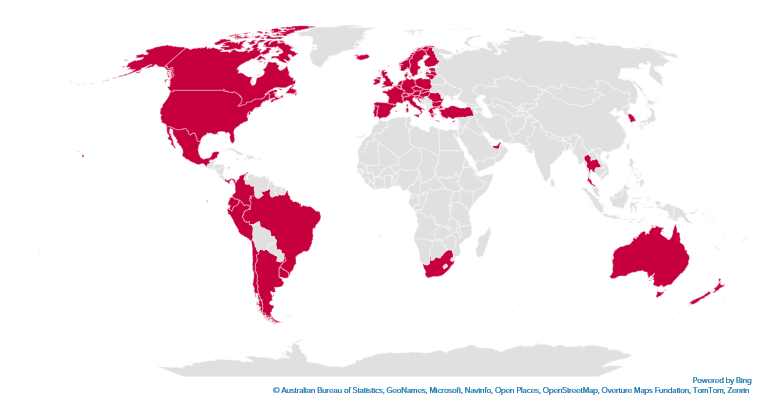 Powered by Bing
© Australian Bureau of Statistics, GeoNames, Microsoft, Navinfo, Open Places, OpenStreetMap, Overture Maps Fundation, TomTom, Zenrin